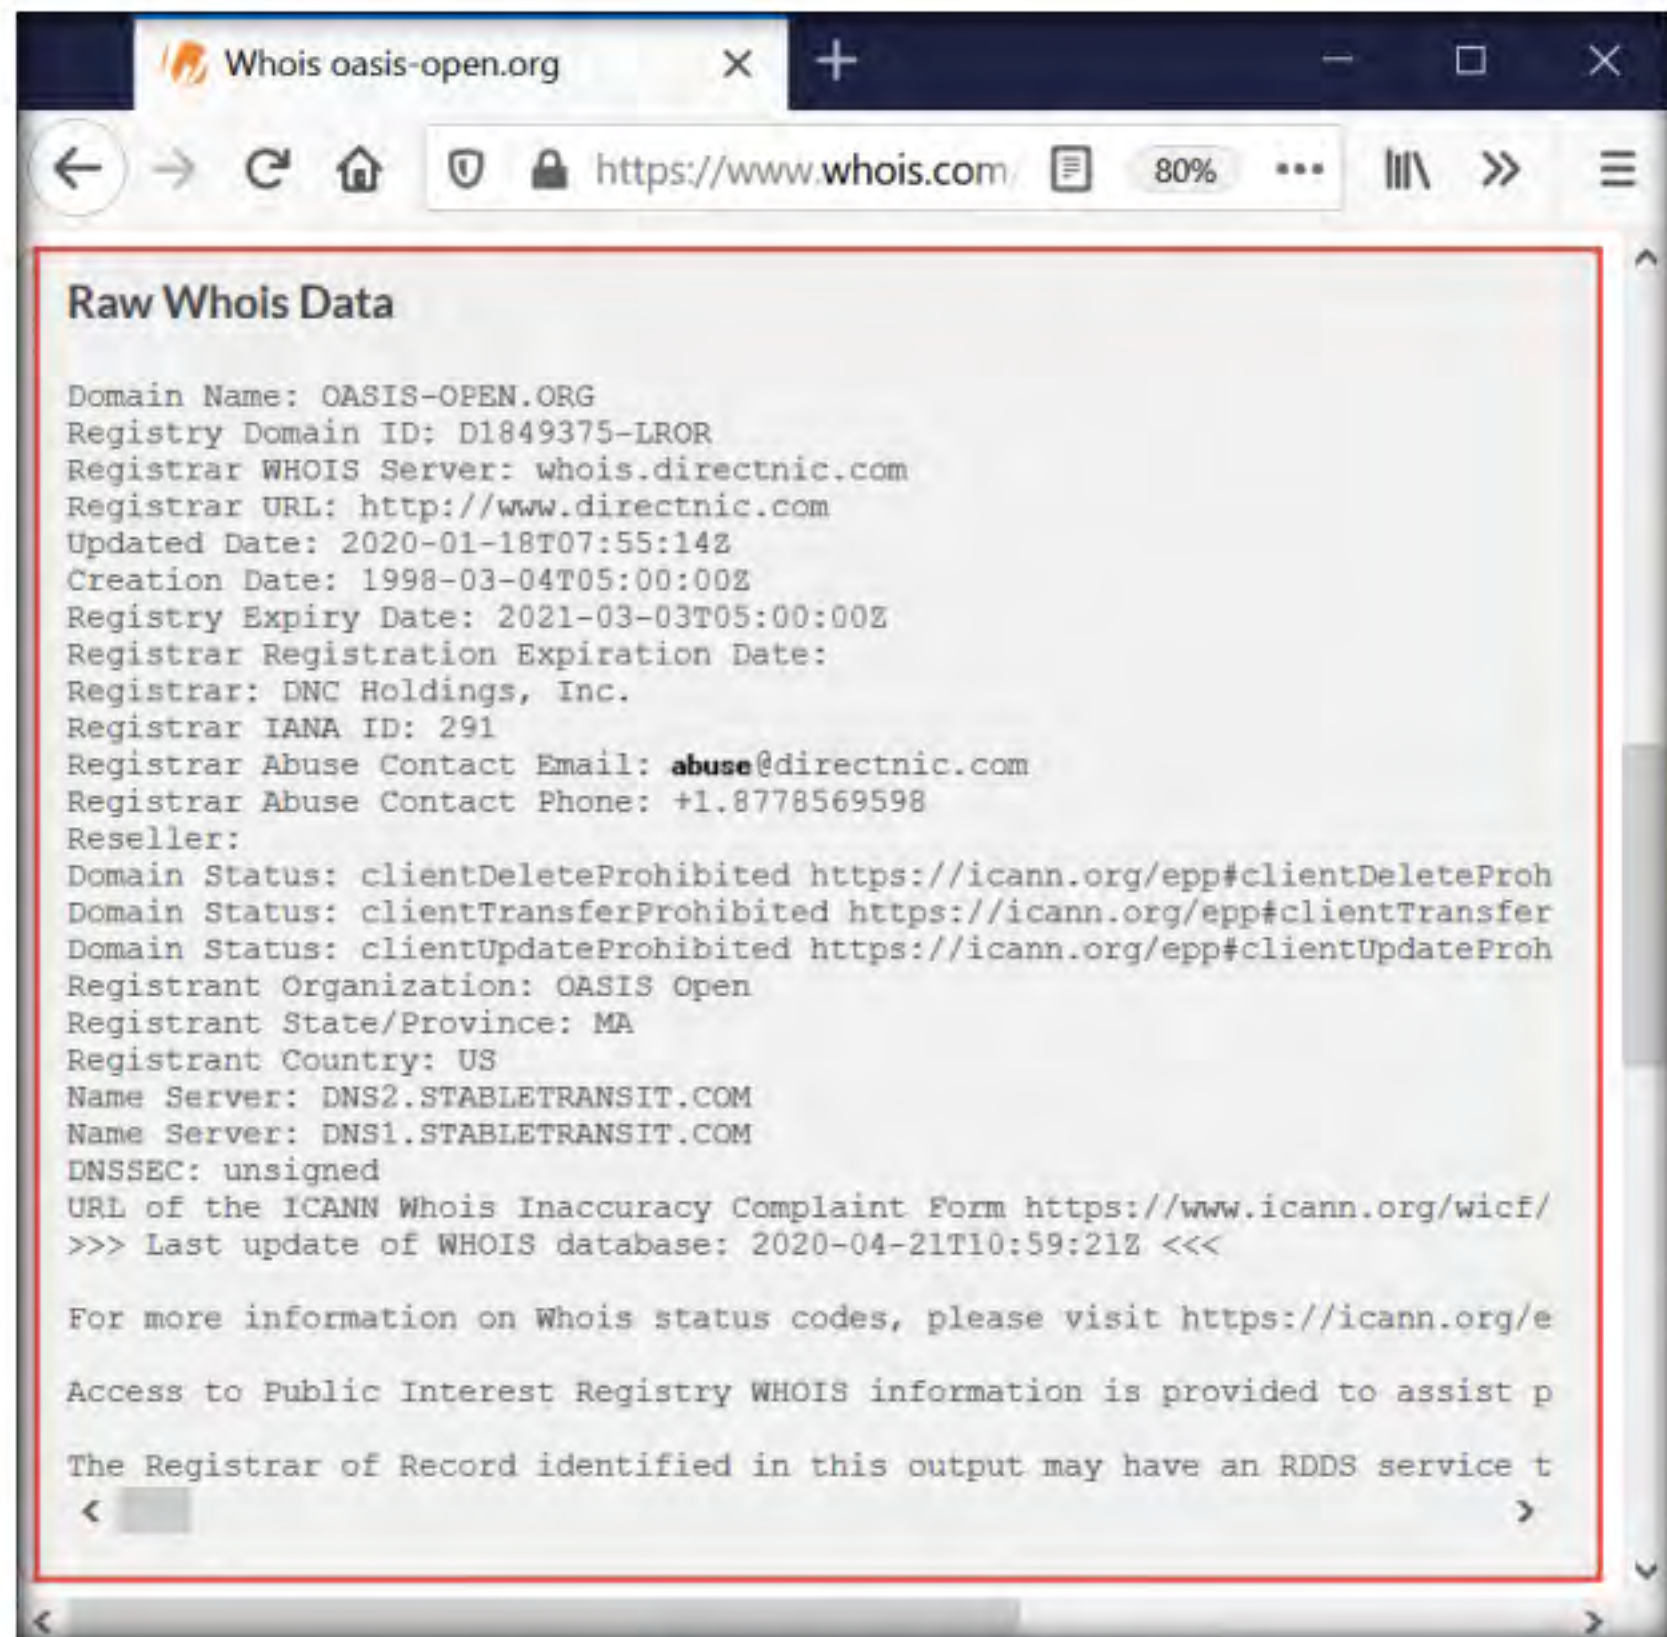 Whois oasis-open.org
https://www.whois.com/
80%
Raw Whois Data
Domain Name: OASIS-OPEN.ORG
Registry Domain ID: D1849375-LROR
Registrar WHOIS Server: whois.directnic.com
Registrar URL: http://www.directnic.com
Updated Date: 2020-01-18T07:55:14Z
Creation Date: 1998-03-04T05:00:00Z
Registry Expiry Date: 2021-03-03T05:00:00Z
Registrar Registration Expiration Date:
Registrar: DNC Holdings, Inc.
Registrar IANA ID: 291
Registrar Abuse Contact Email: abuse@directnic.com
Registrar Abuse Contact Phone: +1.8778569598
Reseller:
Domain Status: clientDeleteProhibited https://icann.org/epp#clientDeleteProh
Domain Status: clientTransferProhibited https://icann.org/epp#clientTransfer
Domain Status: clientUpdateProhibited https://icann.org/epp#clientUpdateProh
Registrant Organization: OASIS Open
Registrant State/Province: MA
Registrant Country: US
Name Server: DNS2.STABLETRANSIT.COM
Name Server: DNS1.STABLETRANSIT.COM
DNSSEC: unsigned
URL of the ICANN Whois Inaccuracy Complaint Form https://www.icann.org/wicf/
>>> Last update of WHOIS database: 2020-04-21T10:59:21Z <<<
For more information on Whois status codes, please visit https://icann.org/e
Access to Public Interest Registry WHOIS information is provided to assist p
The Registrar of Record identified in this output may have an RDDS service t